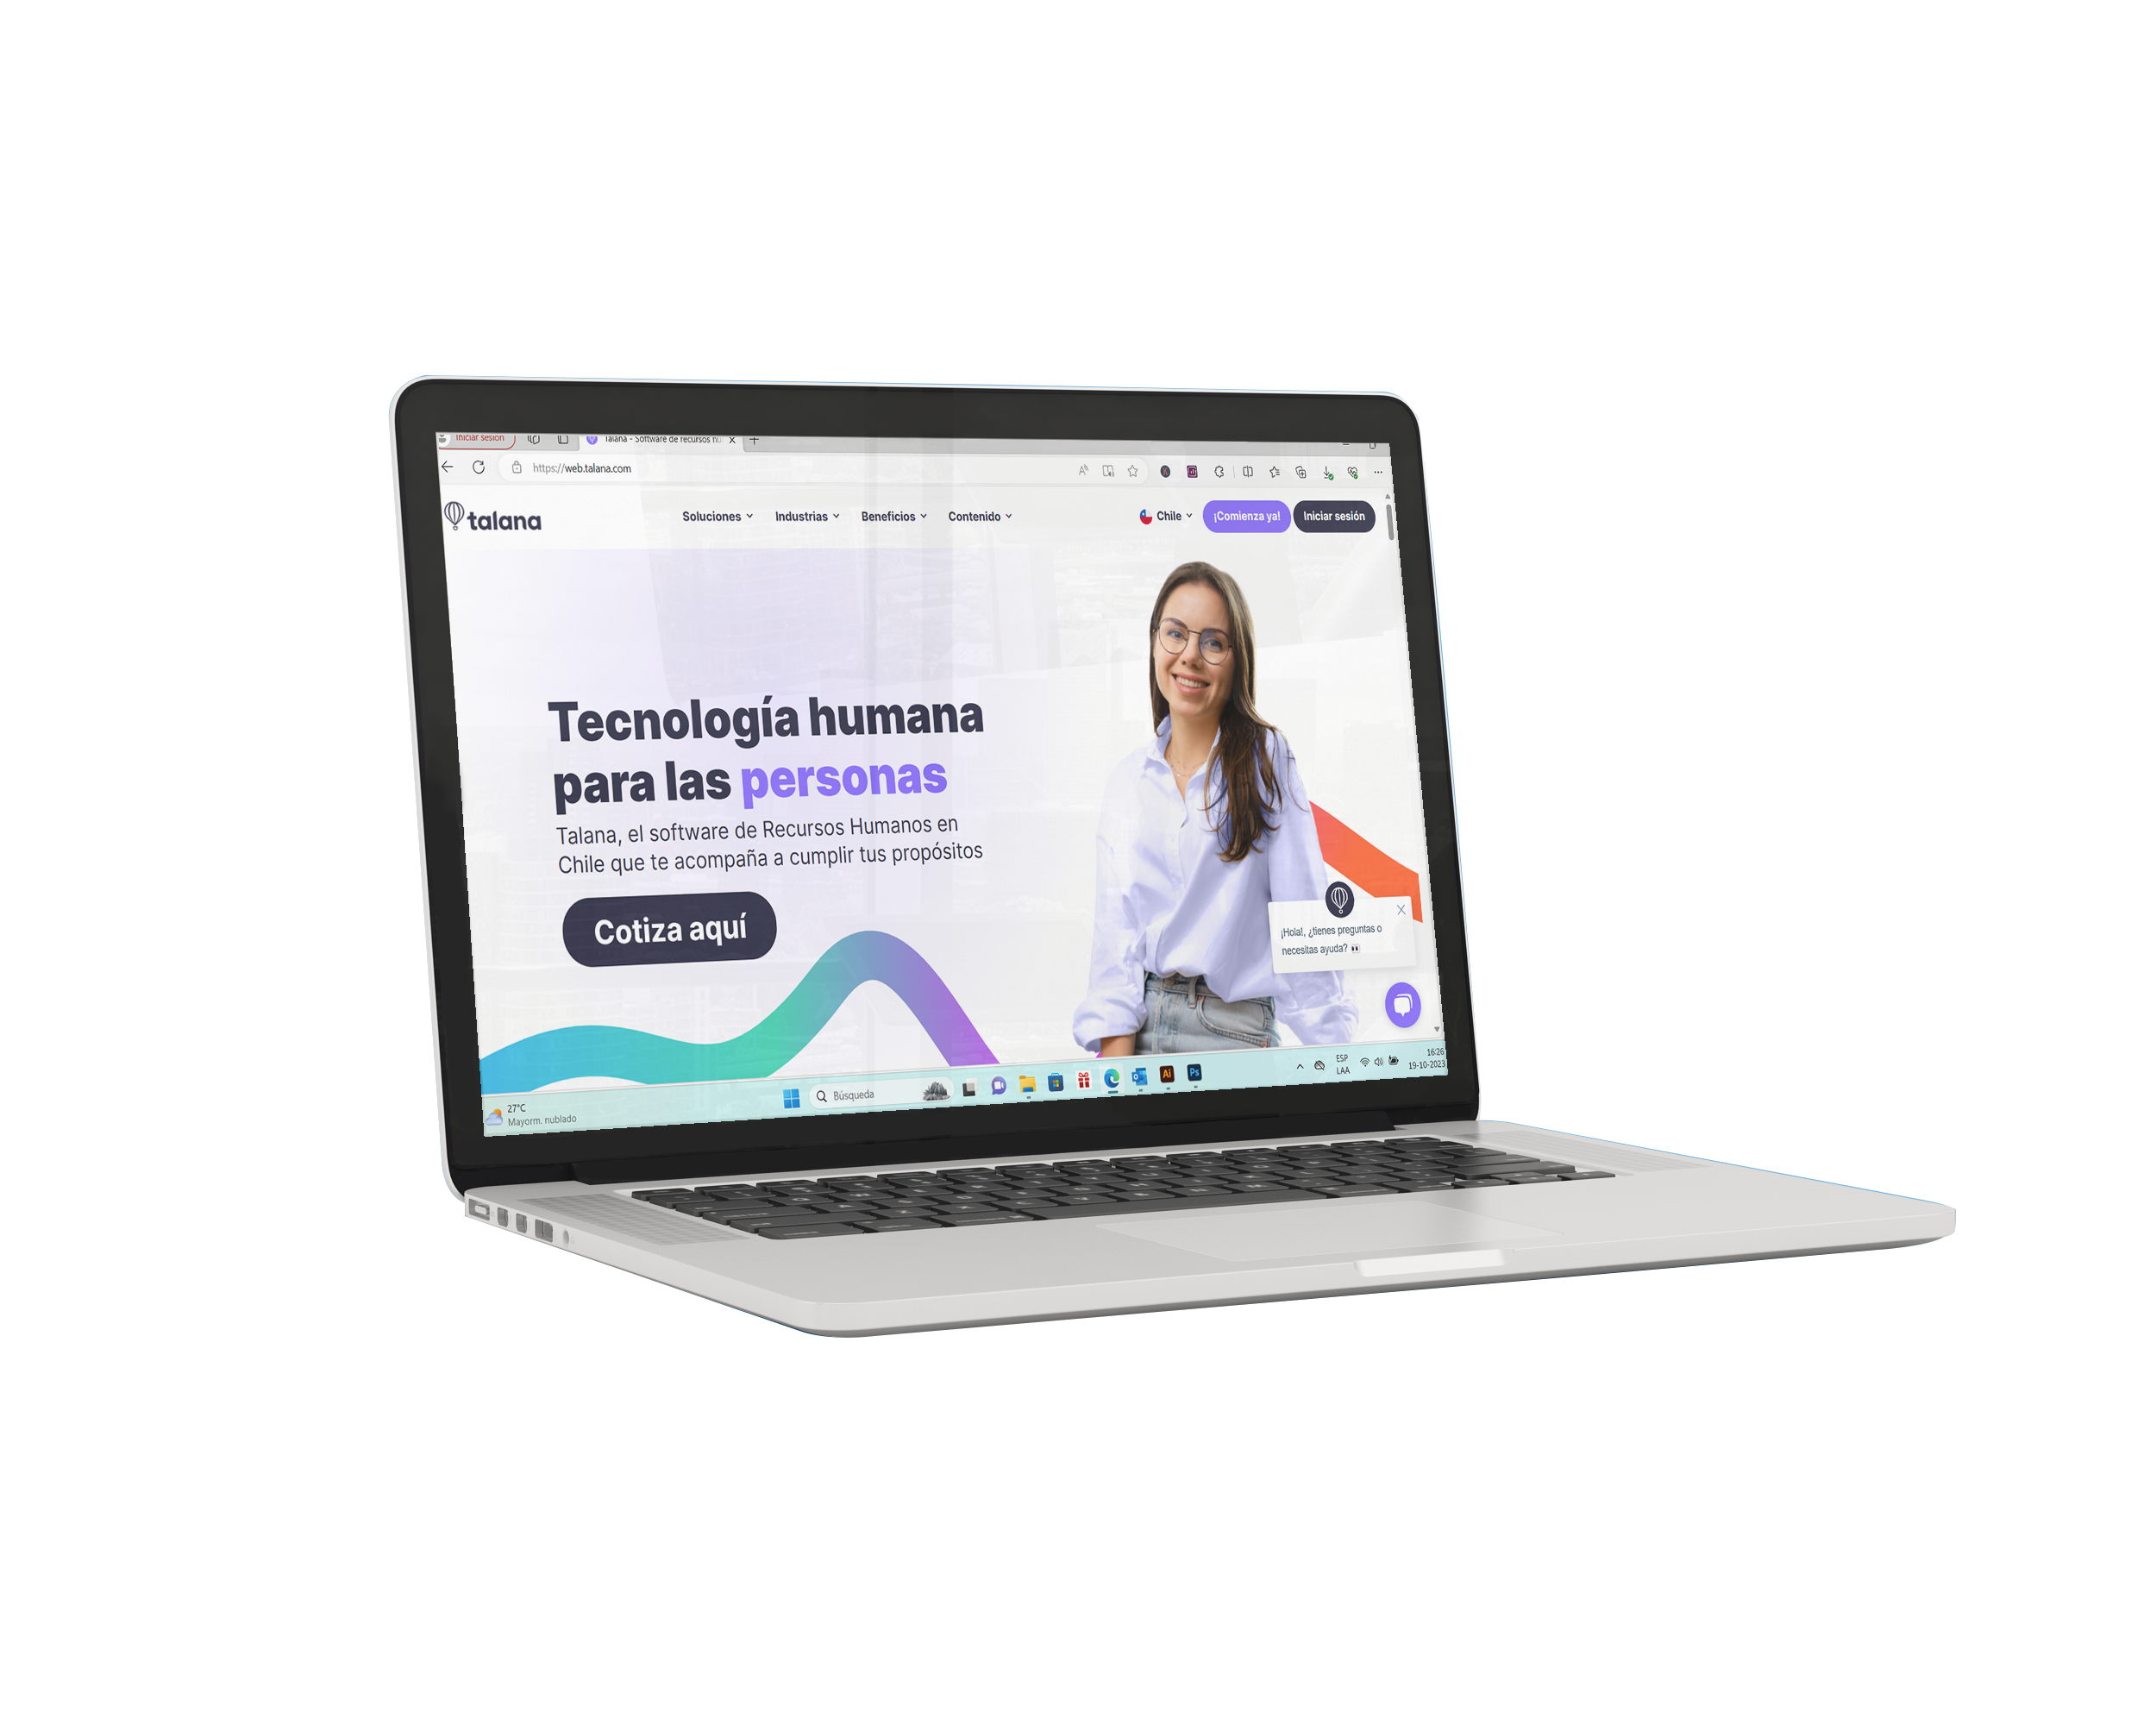 Iniciar sesión
Talana - Software de recursos hu
https://web.talana.com
talana
Soluciones
Industrias
Beneficios
Contenido
Chile
¡Comienza ya!
Iniciar sesión
Tecnología humana
para las personas
Talana, el software de Recursos Humanos en
Chile que te acompaña a cumplir tus propósitos
Cotiza aquí
¡Hola!, ¿tienes preguntas o
necesitas ayuda? 👀
27°C
Mayorm. nublado
Búsqueda
Ai
Ps
ESP
LAA
16:26
19-10-2023